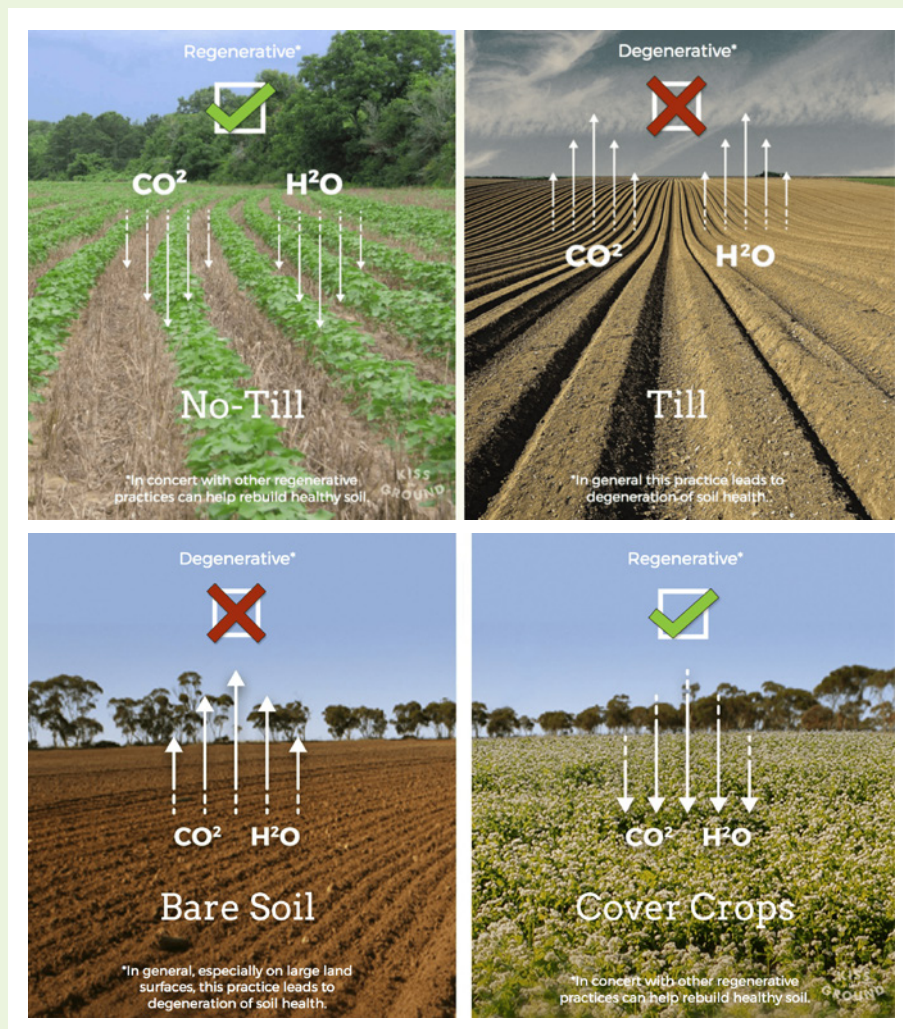 Regenerative*
CO² H²O
No-Till
*In concert with other regenerative
practices can help rebuild healthy soil.
KISS
GROUND
Degenerative*
CO² H²O
Till
*In general this practice leads to
degeneration of soil health.
Degenerative*
CO² H²O
Bare Soil
*In general, especially on large land
surfaces, this practice leads to
degeneration of soil health.
Regenerative*
CO² H²O
Cover Crops
*In concert with other regenerative
practices can help rebuild healthy soil.
KISS
GROUND